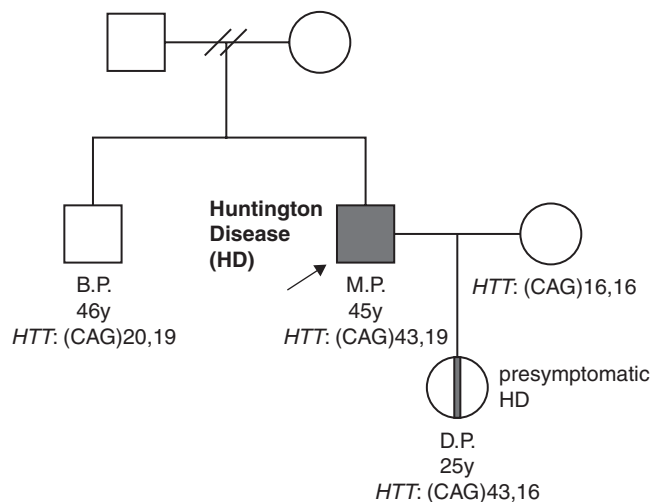 Huntington
Disease
(HD)
B.P.
46y
HTT: (CAG)20,19
M.P.
45y
HTT: (CAG)43,19
HTT: (CAG)16,16
presymptomatic
HD
D.P.
25y
HTT: (CAG)43,16